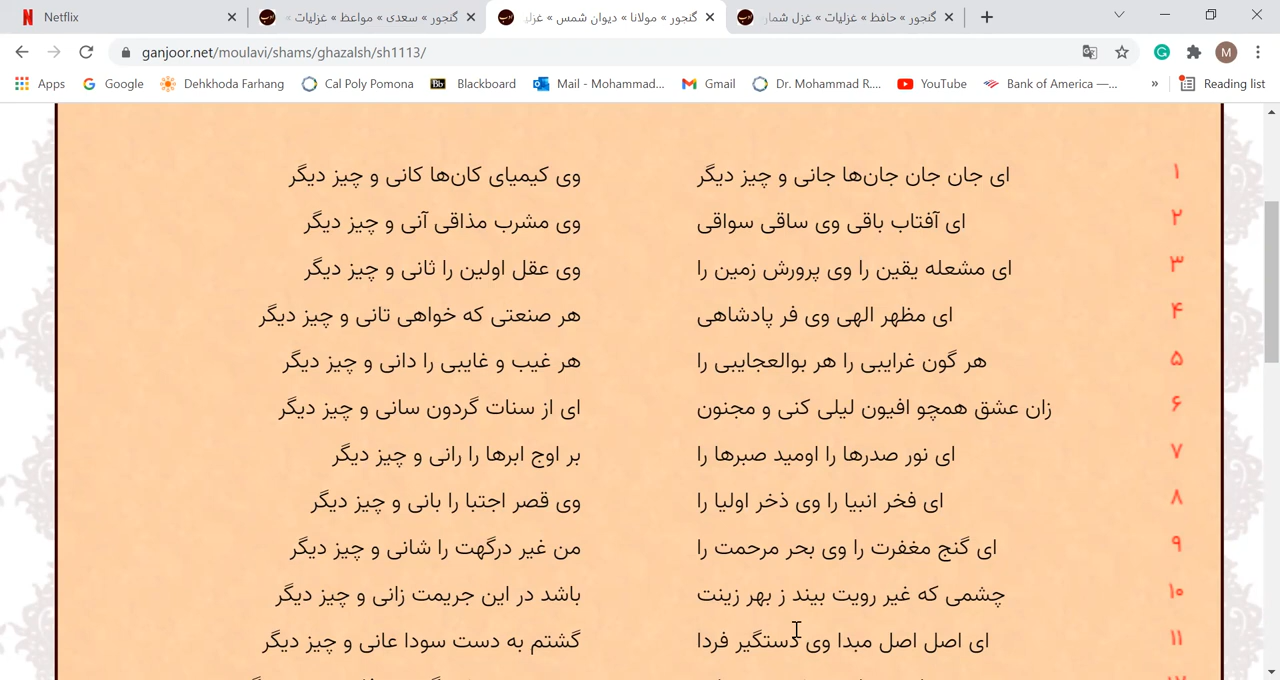 Netflix
گنجور » سعدی » مواعظ » غزلیات »
گنجور » مولانا » دیوان شمس » غزلی
گنجور » حافظ » غزلیات » غزل شمار
ganjoor.net/moulavi/shams/ghazalsh/sh1113/
M
Apps Google Dehkhoda Farhang Cal Poly Pomona Bb Blackboard Mail - Mohammad... Gmail Dr. Mohammad R.... YouTube Bank of America —... » Reading list
۱ ای جان جان جان‌ها جانی و چیز دیگر وی کیمیای کان‌ها کانی و چیز دیگر
۲ ای آفتاب باقی وی ساقی سواقی وی مشرب مذاقی آنی و چیز دیگر
۳ ای مشعله یقین را وی پرورش زمین را وی عقل اولین را ثانی و چیز دیگر
۴ ای مظهر الهی وی فر پادشاهی هر صنعتی که خواهی تانی و چیز دیگر
۵ هر گون غرایبی را هر بوالعجایبی را هر غیب و غایبی را دانی و چیز دیگر
۶ زان عشق همچو افیون لیلی کنی و مجنون ای از سنات گردون سانی و چیز دیگر
۷ ای نور صدرها را اومید صبرها را بر اوج ابرها را رانی و چیز دیگر
۸ ای فخر انبیا را وی ذخر اولیا را وی قصر اجتبا را بانی و چیز دیگر
۹ ای گنج مغفرت را وی بحر مرحمت را من غیر درگهت را شانی و چیز دیگر
۱۰ چشمی که غیر رویت بیند ز بهر زینت باشد در این جریمت زانی و چیز دیگر
۱۱ ای اصل اصل مبدا وی دستگیر فردا گشتم به دست سودا عانی و چیز دیگر